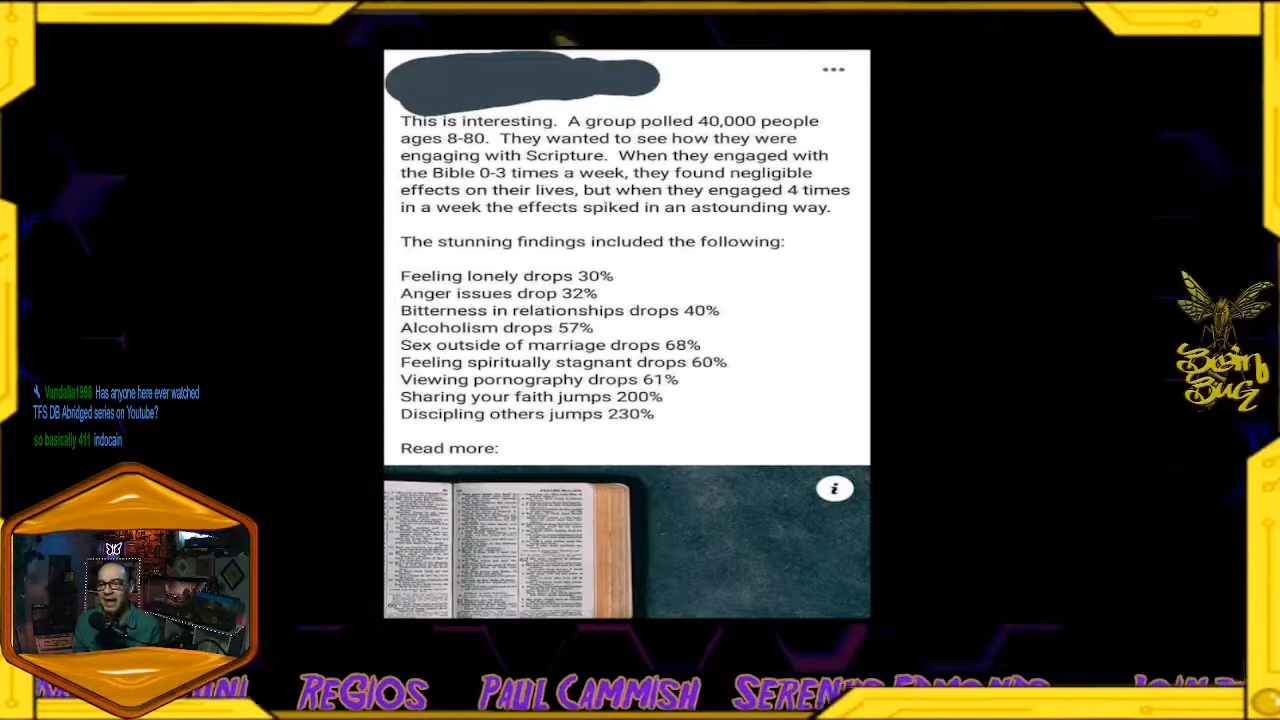 This is interesting. A group polled 40,000 people
ages 8-80. They wanted to see how they were
engaging with Scripture. When they engaged with
the Bible 0-3 times a week, they found negligible
effects on their lives, but when they engaged 4 times
in a week the effects spiked in an astounding way.
The stunning findings included the following:
Feeling lonely drops 30%
Anger issues drop 32%
Bitterness in relationships drops 40%
Alcoholism drops 57%
Sex outside of marriage drops 68%
Feeling spiritually stagnant drops 60%
Viewing pornography drops 61%
Sharing your faith jumps 200%
Discipling others jumps 230%
Read more:
Vandalia1998 Has anyone here ever watched
TFS DB Abridged series on Youtube?
so basically 411 indocain
Bug
REGIOS PAUL CAMMISH